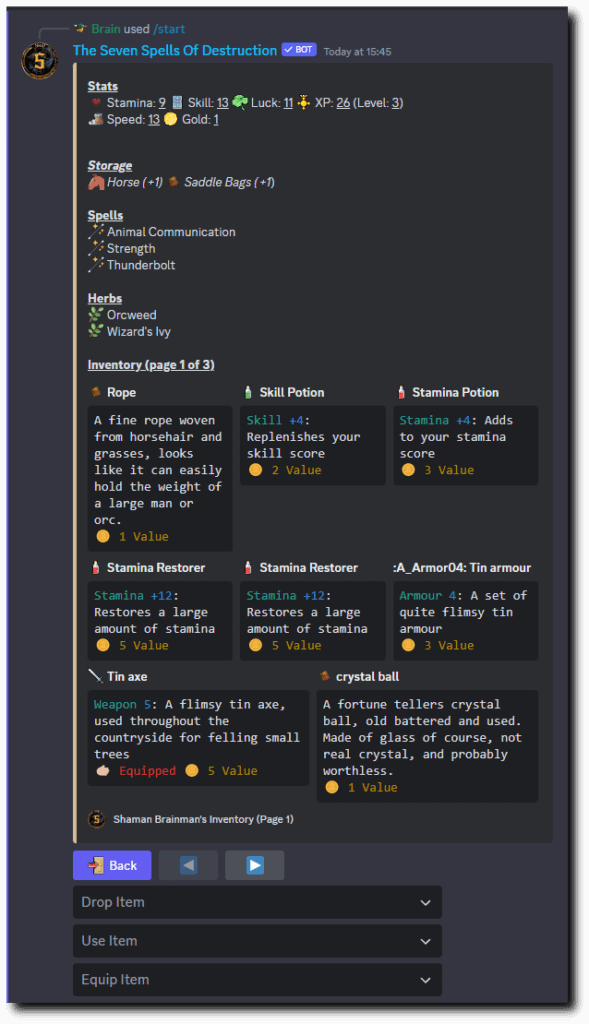 Brain used /start
The Seven Spells Of Destruction ✓ BOT Today at 15:45
Stats
Stamina: 9 Skill: 13 Luck: 11 XP: 26 (Level: 3)
Speed: 13 Gold: 1
Storage
Horse (+1) Saddle Bags (+1)
Spells
Animal Communication
Strength
Thunderbolt
Herbs
Orcweed
Wizard's Ivy
Inventory (page 1 of 3)
Rope
A fine rope woven
from horsehair and
grasses, looks
like it can easily
hold the weight of
a large man or
orc.
1 Value
Skill Potion
Skill +4:
Replenishes your
skill score
2 Value
Stamina Potion
Stamina +4: Adds
to your stamina
score
3 Value
Stamina Restorer
Stamina +12:
Restores a large
amount of stamina
5 Value
Stamina Restorer
Stamina +12:
Restores a large
amount of stamina
5 Value
:A_Armor04: Tin armour
Armour 4: A set of
quite flimsy tin
armour
3 Value
Tin axe
Weapon 5: A flimsy tin axe,
used throughout the
countryside for felling small
trees
Equipped 5 Value
crystal ball
A fortune tellers crystal
ball, old battered and used.
Made of glass of course, not
real crystal, and probably
worthless.
1 Value
S Shaman Brainman's Inventory (Page 1)
Back
Drop Item
Use Item
Equip Item